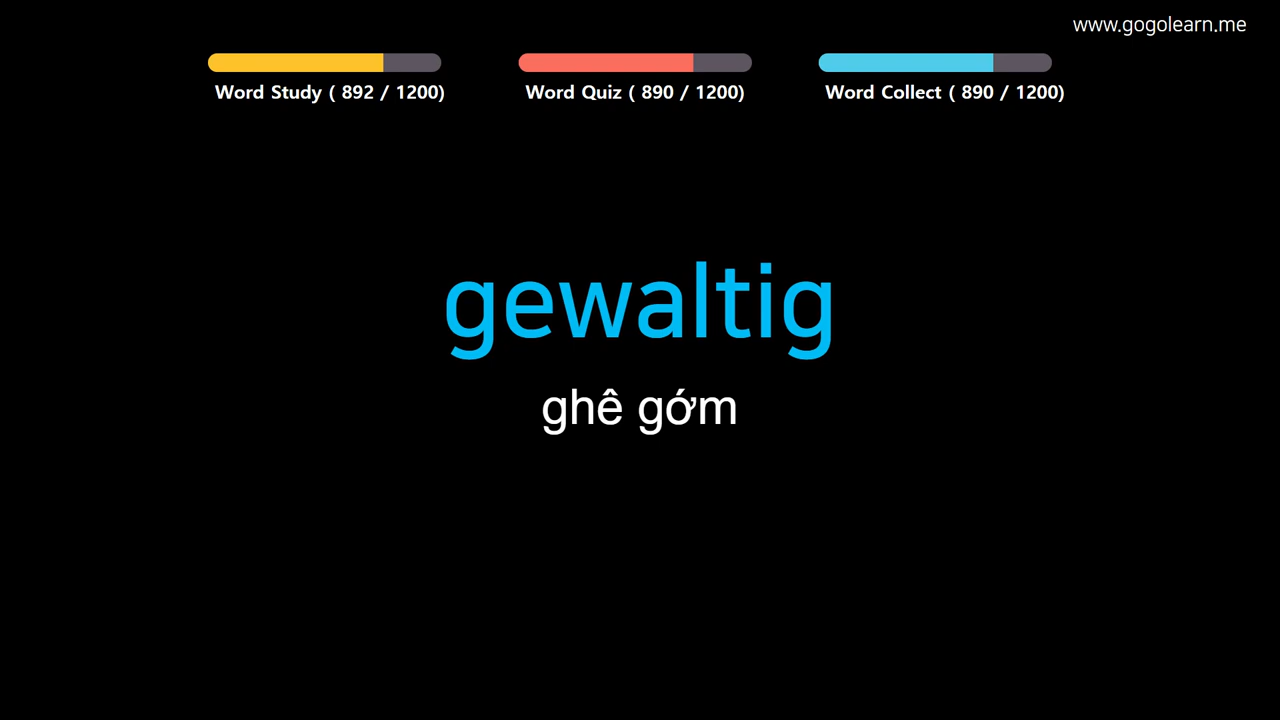 www.gogolearn.me
Word Study ( 892 / 1200)
Word Quiz ( 890 / 1200)
Word Collect ( 890 / 1200)
gewaltig
ghê gớm